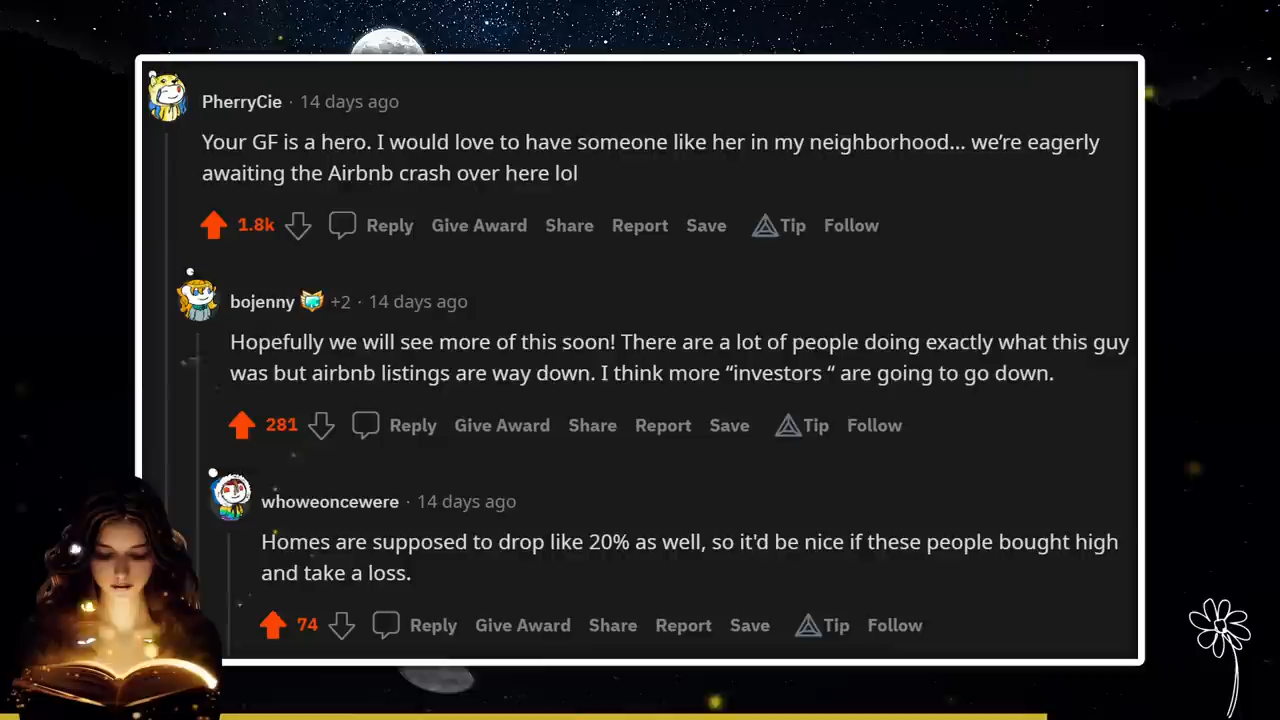 PherryCie · 14 days ago
Your GF is a hero. I would love to have someone like her in my neighborhood... we’re eagerly
awaiting the Airbnb crash over here lol
1.8k Reply Give Award Share Report Save Tip Follow
bojenny +2 · 14 days ago
Hopefully we will see more of this soon! There are a lot of people doing exactly what this guy
was but airbnb listings are way down. I think more “investors “ are going to go down.
281 Reply Give Award Share Report Save Tip Follow
whoweoncewere · 14 days ago
Homes are supposed to drop like 20% as well, so it'd be nice if these people bought high
and take a loss.
74 Reply Give Award Share Report Save Tip Follow